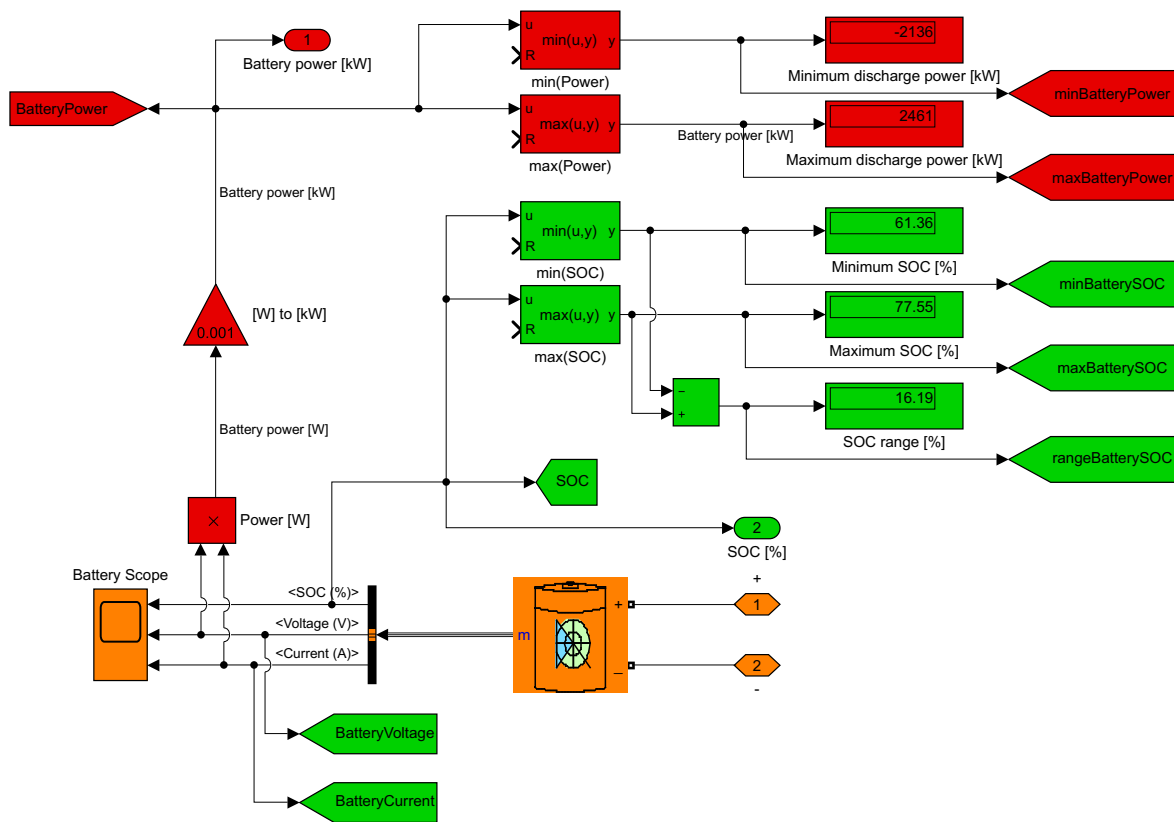 1
Battery power [kW]
BatteryPower
u
R
min(u,y)
y
min(Power)
u
R
max(u,y)
y
max(Power)
Battery power [kW]
-2136
Minimum discharge power [kW]
minBatteryPower
2461
Maximum discharge power [kW]
maxBatteryPower
Battery power [kW]
u
R
min(u,y)
y
min(SOC)
u
R
max(u,y)
y
max(SOC)
61.36
Minimum SOC [%]
minBatterySOC
77.55
Maximum SOC [%]
maxBatterySOC
[W] to [kW]
0.001
−
+
16.19
SOC range [%]
rangeBatterySOC
Battery power [W]
SOC
×
Power [W]
2
SOC [%]
Battery Scope
<SOC (%)>
<Voltage (V)>
<Current (A)>
m
+
−
+
1
2
-
BatteryVoltage
BatteryCurrent